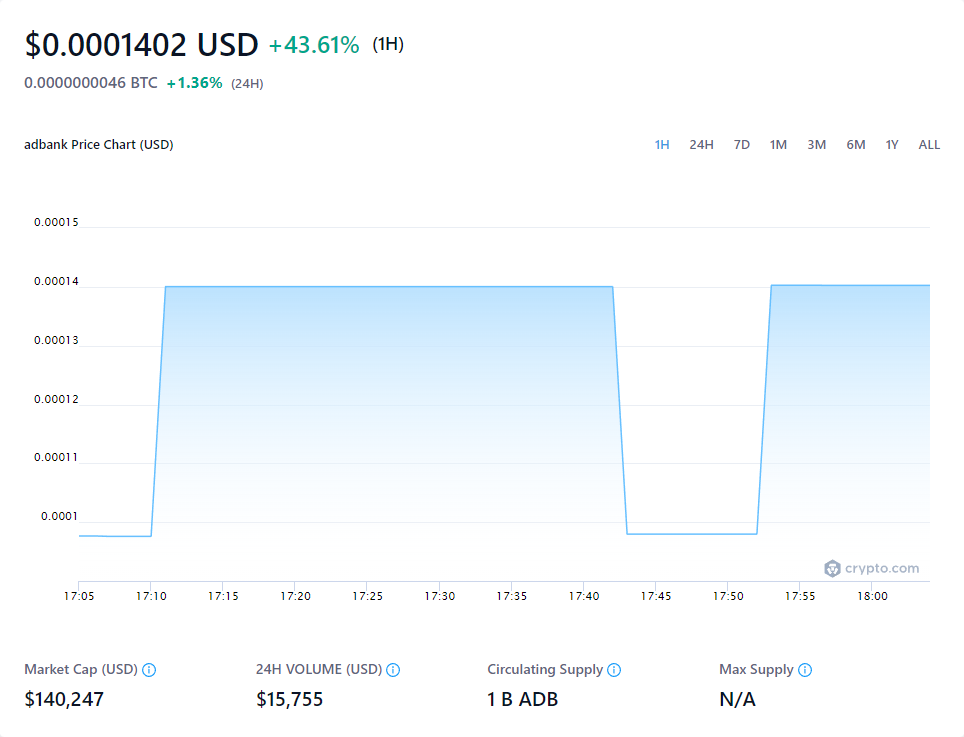 $0.0001402 USD +43.61% (1H)
0.0000000046 BTC +1.36% (24H)
adbank Price Chart (USD) 1H 24H 7D 1M 3M 6M 1Y ALL
0.00015
0.00014
0.00013
0.00012
0.00011
0.0001
crypto.com
17:05 17:10 17:15 17:20 17:25 17:30 17:35 17:40 17:45 17:50 17:55 18:00
Market Cap (USD) 24H VOLUME (USD) Circulating Supply Max Supply
$140,247 $15,755 1 B ADB N/A